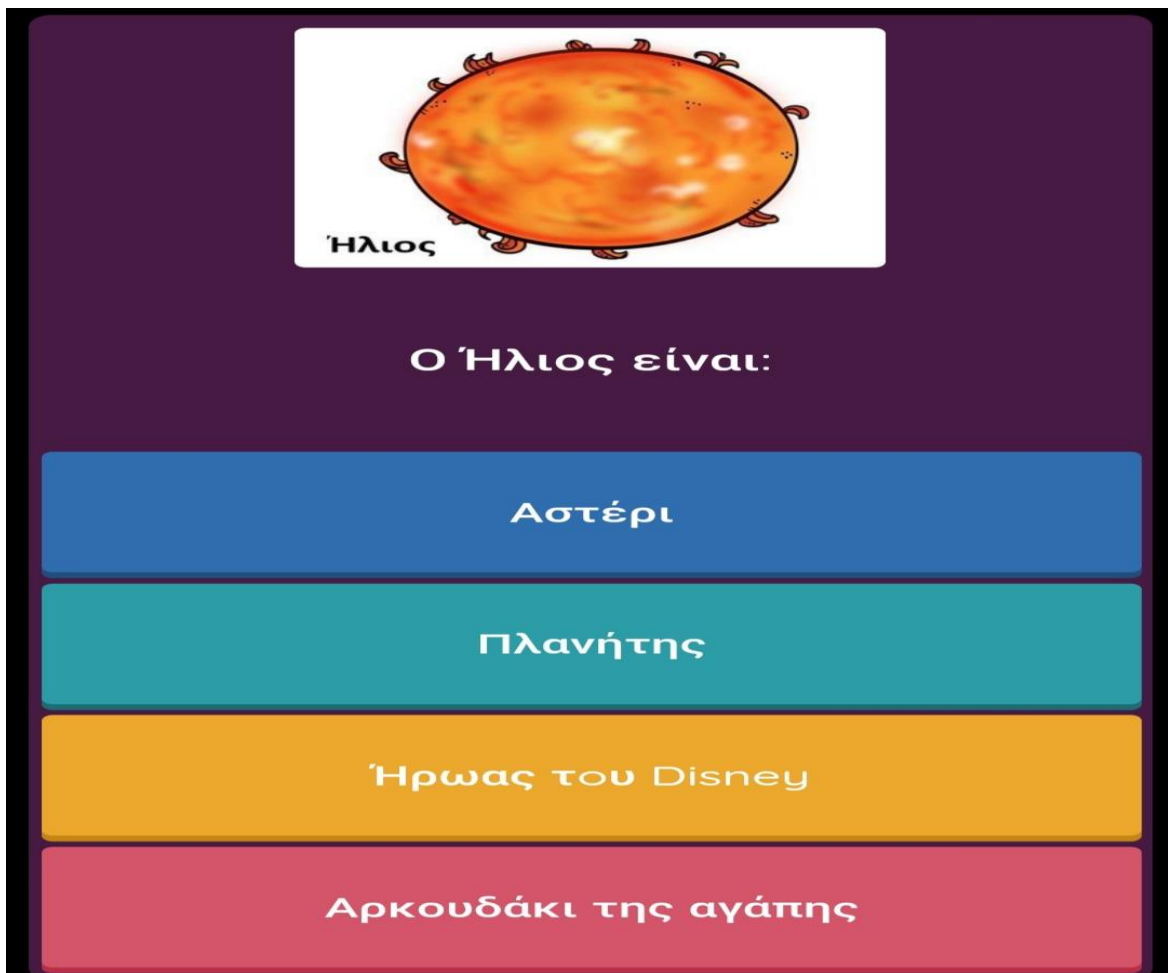 Ήλιος
Ο Ήλιος είναι:
Αστέρι
Πλανήτης
Ήρωας του Disney
Αρκουδάκι της αγάπης